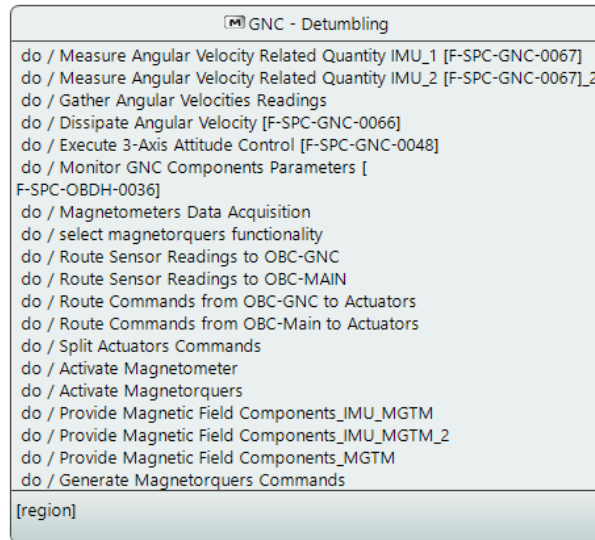 M GNC - Detumbling
do / Measure Angular Velocity Related Quantity IMU_1 [F-SPC-GNC-0067]
do / Measure Angular Velocity Related Quantity IMU_2 [F-SPC-GNC-0067]_2
do / Gather Angular Velocities Readings
do / Dissipate Angular Velocity [F-SPC-GNC-0066]
do / Execute 3-Axis Attitude Control [F-SPC-GNC-0048]
do / Monitor GNC Components Parameters [
F-SPC-OBDH-0036]
do / Magnetometers Data Acquisition
do / select magnetorquers functionality
do / Route Sensor Readings to OBC-GNC
do / Route Sensor Readings to OBC-MAIN
do / Route Commands from OBC-GNC to Actuators
do / Route Commands from OBC-Main to Actuators
do / Split Actuators Commands
do / Activate Magnetometer
do / Activate Magnetorquers
do / Provide Magnetic Field Components_IMU_MGTM
do / Provide Magnetic Field Components_IMU_MGTM_2
do / Provide Magnetic Field Components_MGTM
do / Generate Magnetorquers Commands
[region]